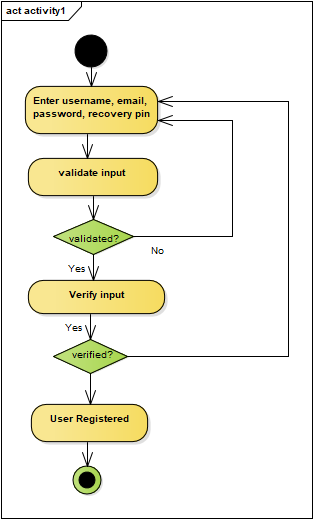 act activity1
Enter username, email,
password, recovery pin
validate input
validated?
No
Yes
Verify input
Yes
verified?
User Registered